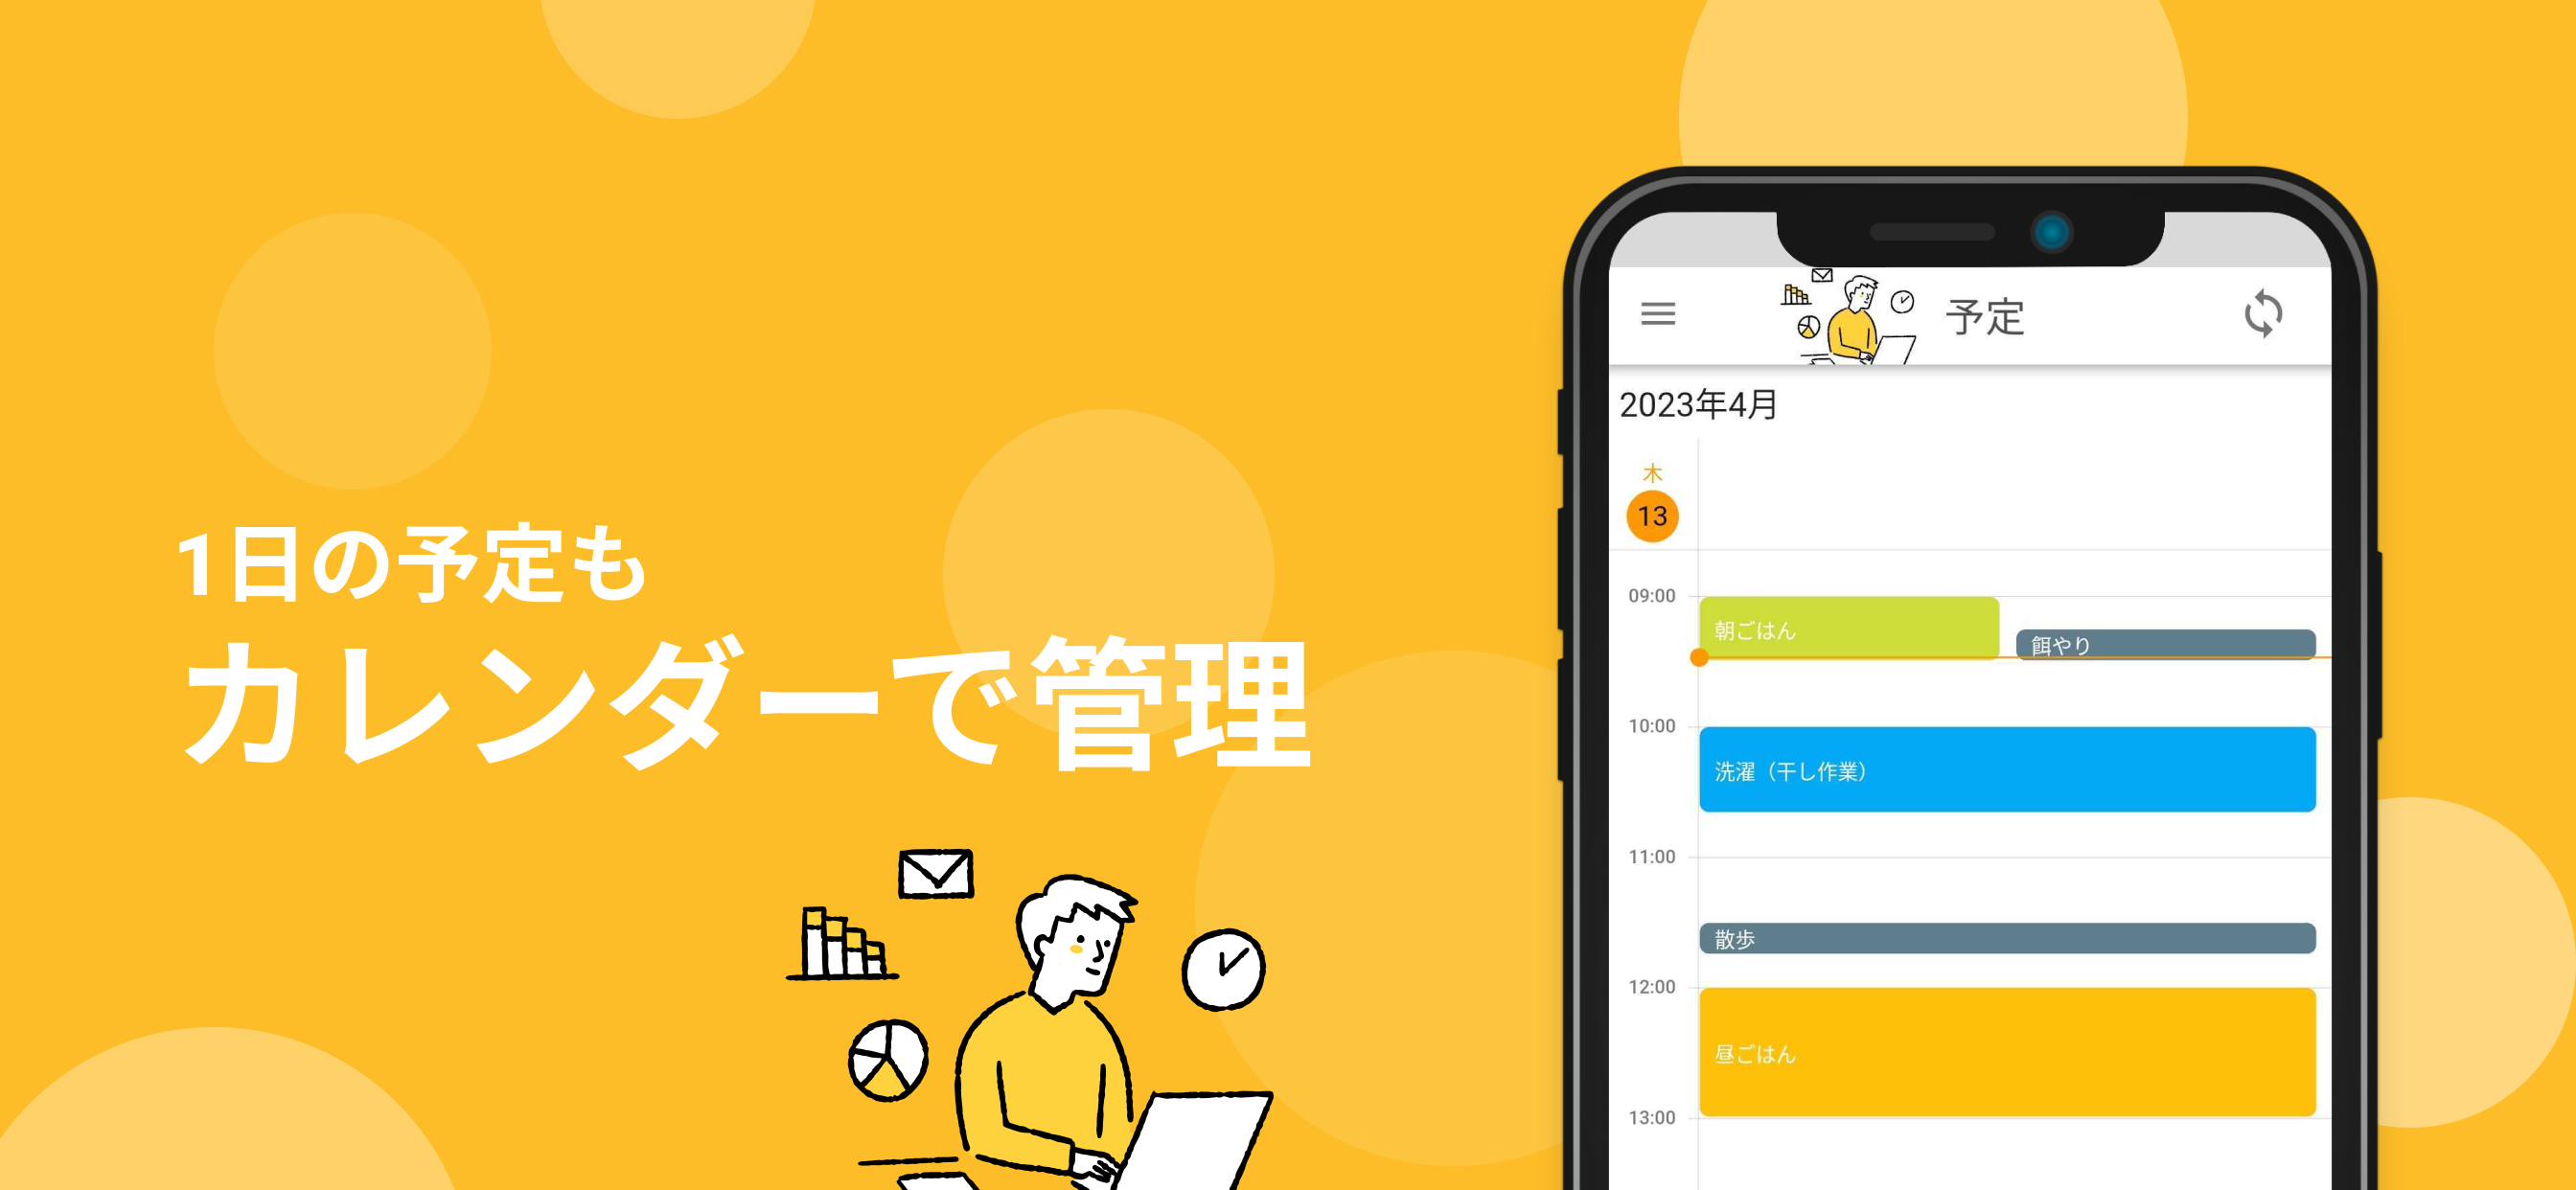 1日の予定も
カレンダーで管理
予定
2023年4月
木
13
09:00
朝ごはん
餌やり
10:00
洗濯（干し作業）
11:00
散歩
12:00
昼ごはん
13:00